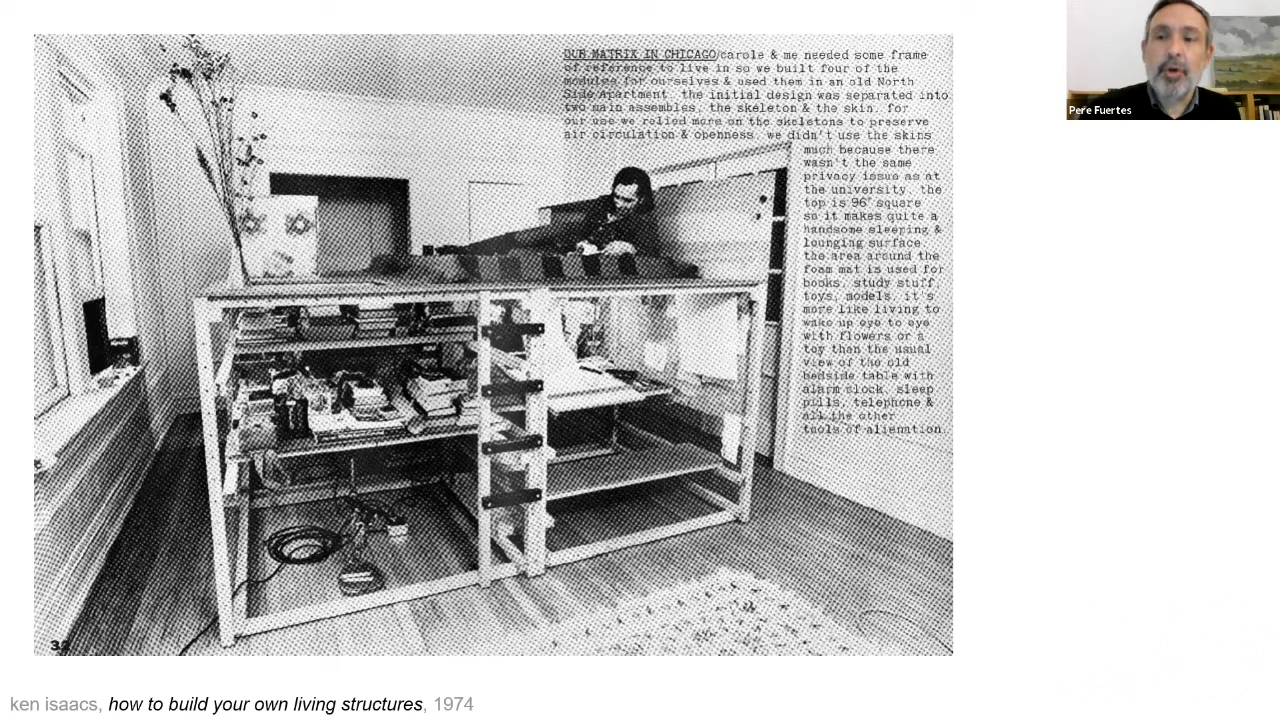 OUR MATRIX IN CHICAGO/carole & me needed some frame
of reference to live in so we built four of the
modules for ourselves & used them in an old North
Side Apartment. the initial design was separated into
two main assembles, the skeleton & the skin. for
use we relied more on the skeletons to preserve
air circulation & openness. we didn't use the skins
much because there
wasn't the same
privacy issue as at
the university. the
top is 96" square
so it makes quite a
handsome sleeping &
lounging surface.
the area around the
foam mat is used for
books, study stuff,
toys, models. it's
more like living to
wake up eye to eye
with flowers or a
toy than the usual
view of the old
bedside table with
alarm clock, sleep
pills, telephone &
all the other
tools of alienation.
Pere Fuertes
ken isaacs, how to build your own living structures, 1974